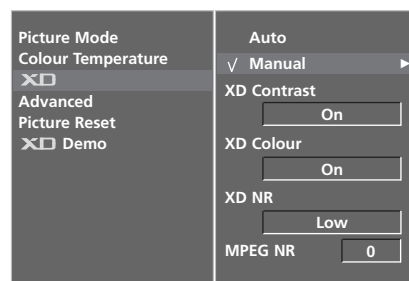 Picture Mode
Colour Temperature
XD
Advanced
Picture Reset
XD Demo
Auto
√ Manual ▶
XD Contrast
On
XD Colour
On
XD NR
Low
MPEG NR 0